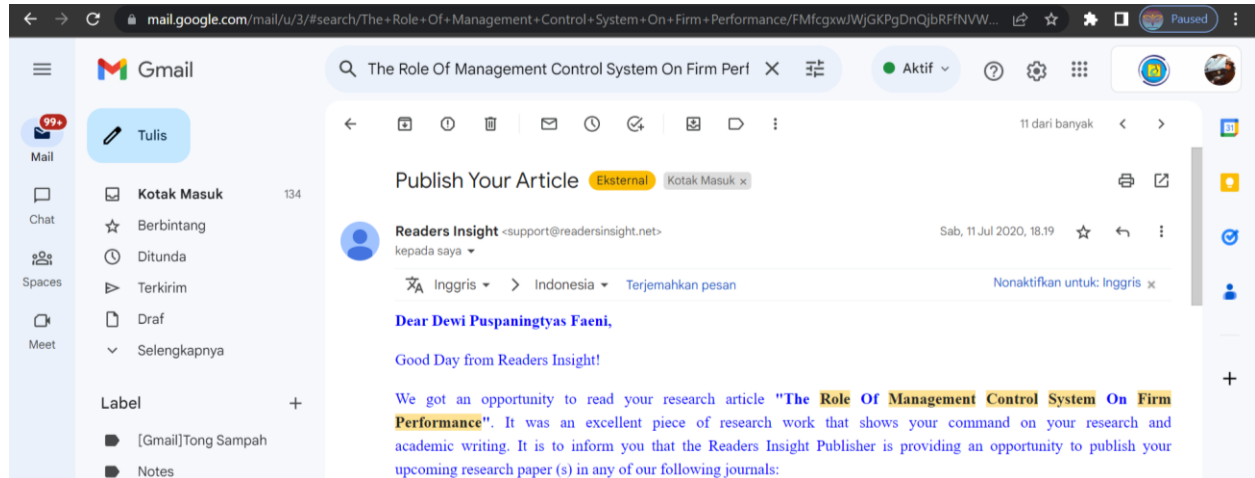 mail.google.com/mail/u/3/#search/The+Role+Of+Management+Control+System+On+Firm+Performance/FMfcgxwJWjGKPgDnQjbRFfNVW...
Paused
Gmail
The Role Of Management Control System On Firm Perf
Aktif
99+
Mail
Chat
Spaces
Meet
Tulis
Kotak Masuk 134
Berbintang
Ditunda
Terkirim
Draf
Selengkapnya
Label
[Gmail]Tong Sampah
Notes
11 dari banyak
31
Publish Your Article Eksternal Kotak Masuk x
Readers Insight <support@readersinsight.net> Sab, 11 Jul 2020, 18.19
kepada saya
Inggris > Indonesia Terjemahkan pesan Nonaktifkan untuk: Inggris x
Dear Dewi Puspaningtyas Faeni,
Good Day from Readers Insight!
We got an opportunity to read your research article "The Role Of Management Control System On Firm
Performance". It was an excellent piece of research work that shows your command on your research and
academic writing. It is to inform you that the Readers Insight Publisher is providing an opportunity to publish your
upcoming research paper (s) in any of our following journals: